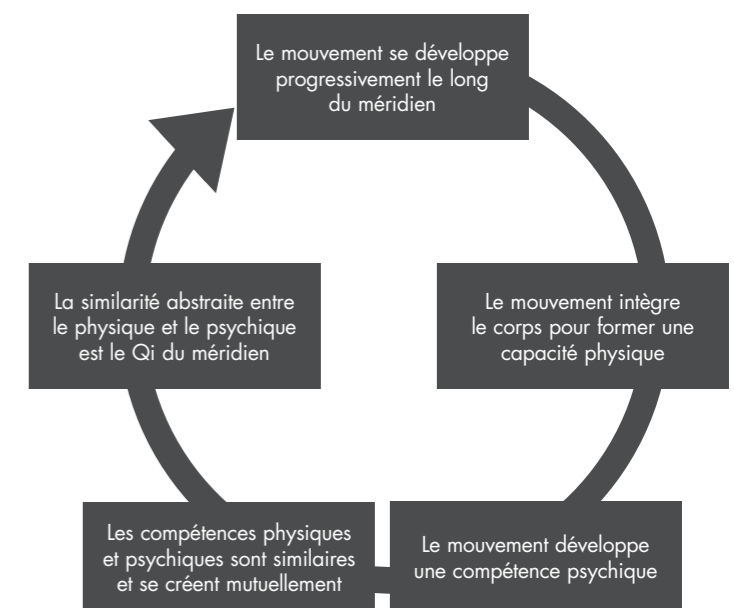 Le mouvement se développe
progressivement le long
du méridien
Le mouvement intègre
le corps pour former une
capacité physique
Le mouvement développe
une compétence psychique
Les compétences physiques
et psychiques sont similaires
et se créent mutuellement
La similarité abstraite entre
le physique et le psychique
est le Qi du méridien